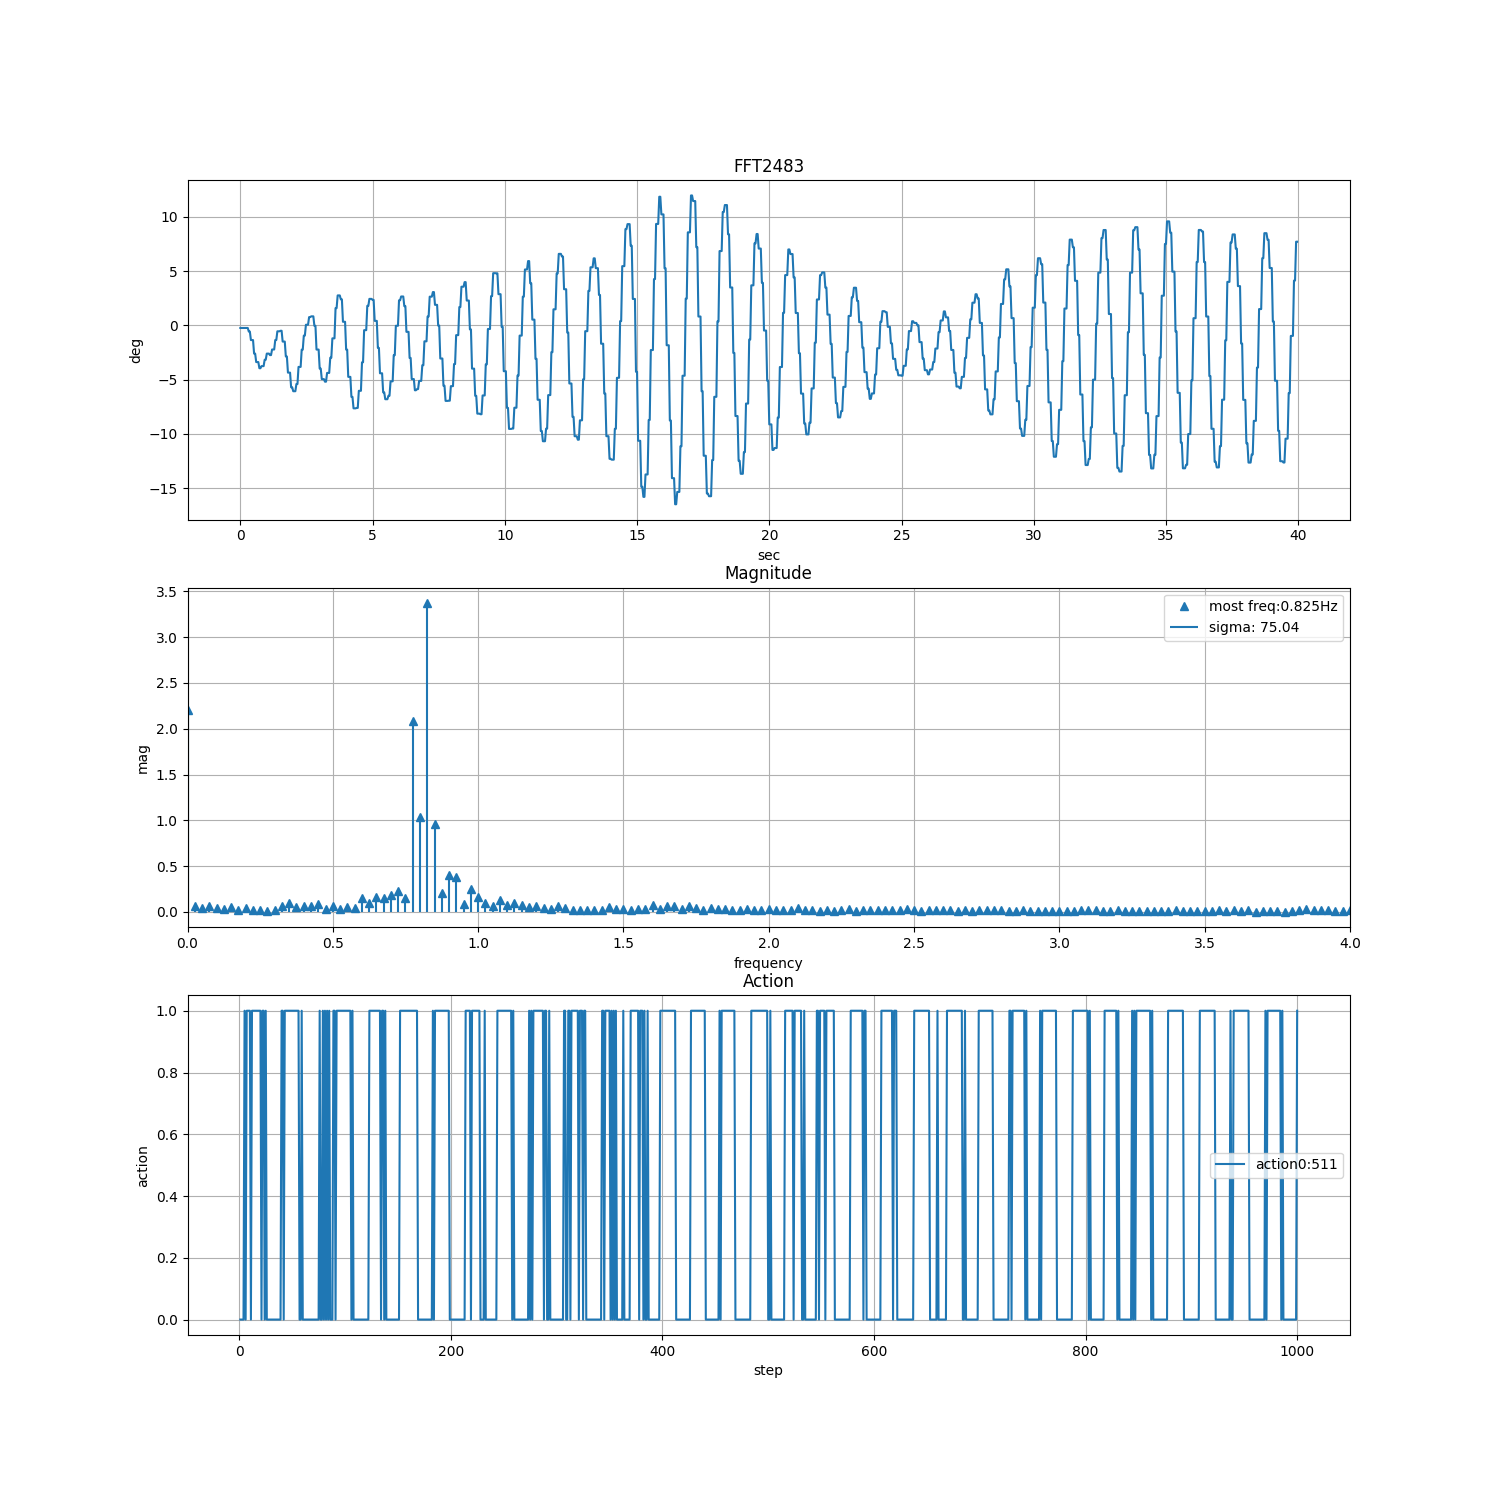 FFT2483
10
5
0
−5
−10
−15
deg
0 5 10 15 20 25 30 35 40
sec
Magnitude
3.5
3.0
2.5
2.0
1.5
1.0
0.5
0.0
mag
most freq:0.825Hz
sigma: 75.04
0.0 0.5 1.0 1.5 2.0 2.5 3.0 3.5 4.0
frequency
Action
1.0
0.8
0.6
0.4
0.2
0.0
action
action0:511
0 200 400 600 800 1000
step